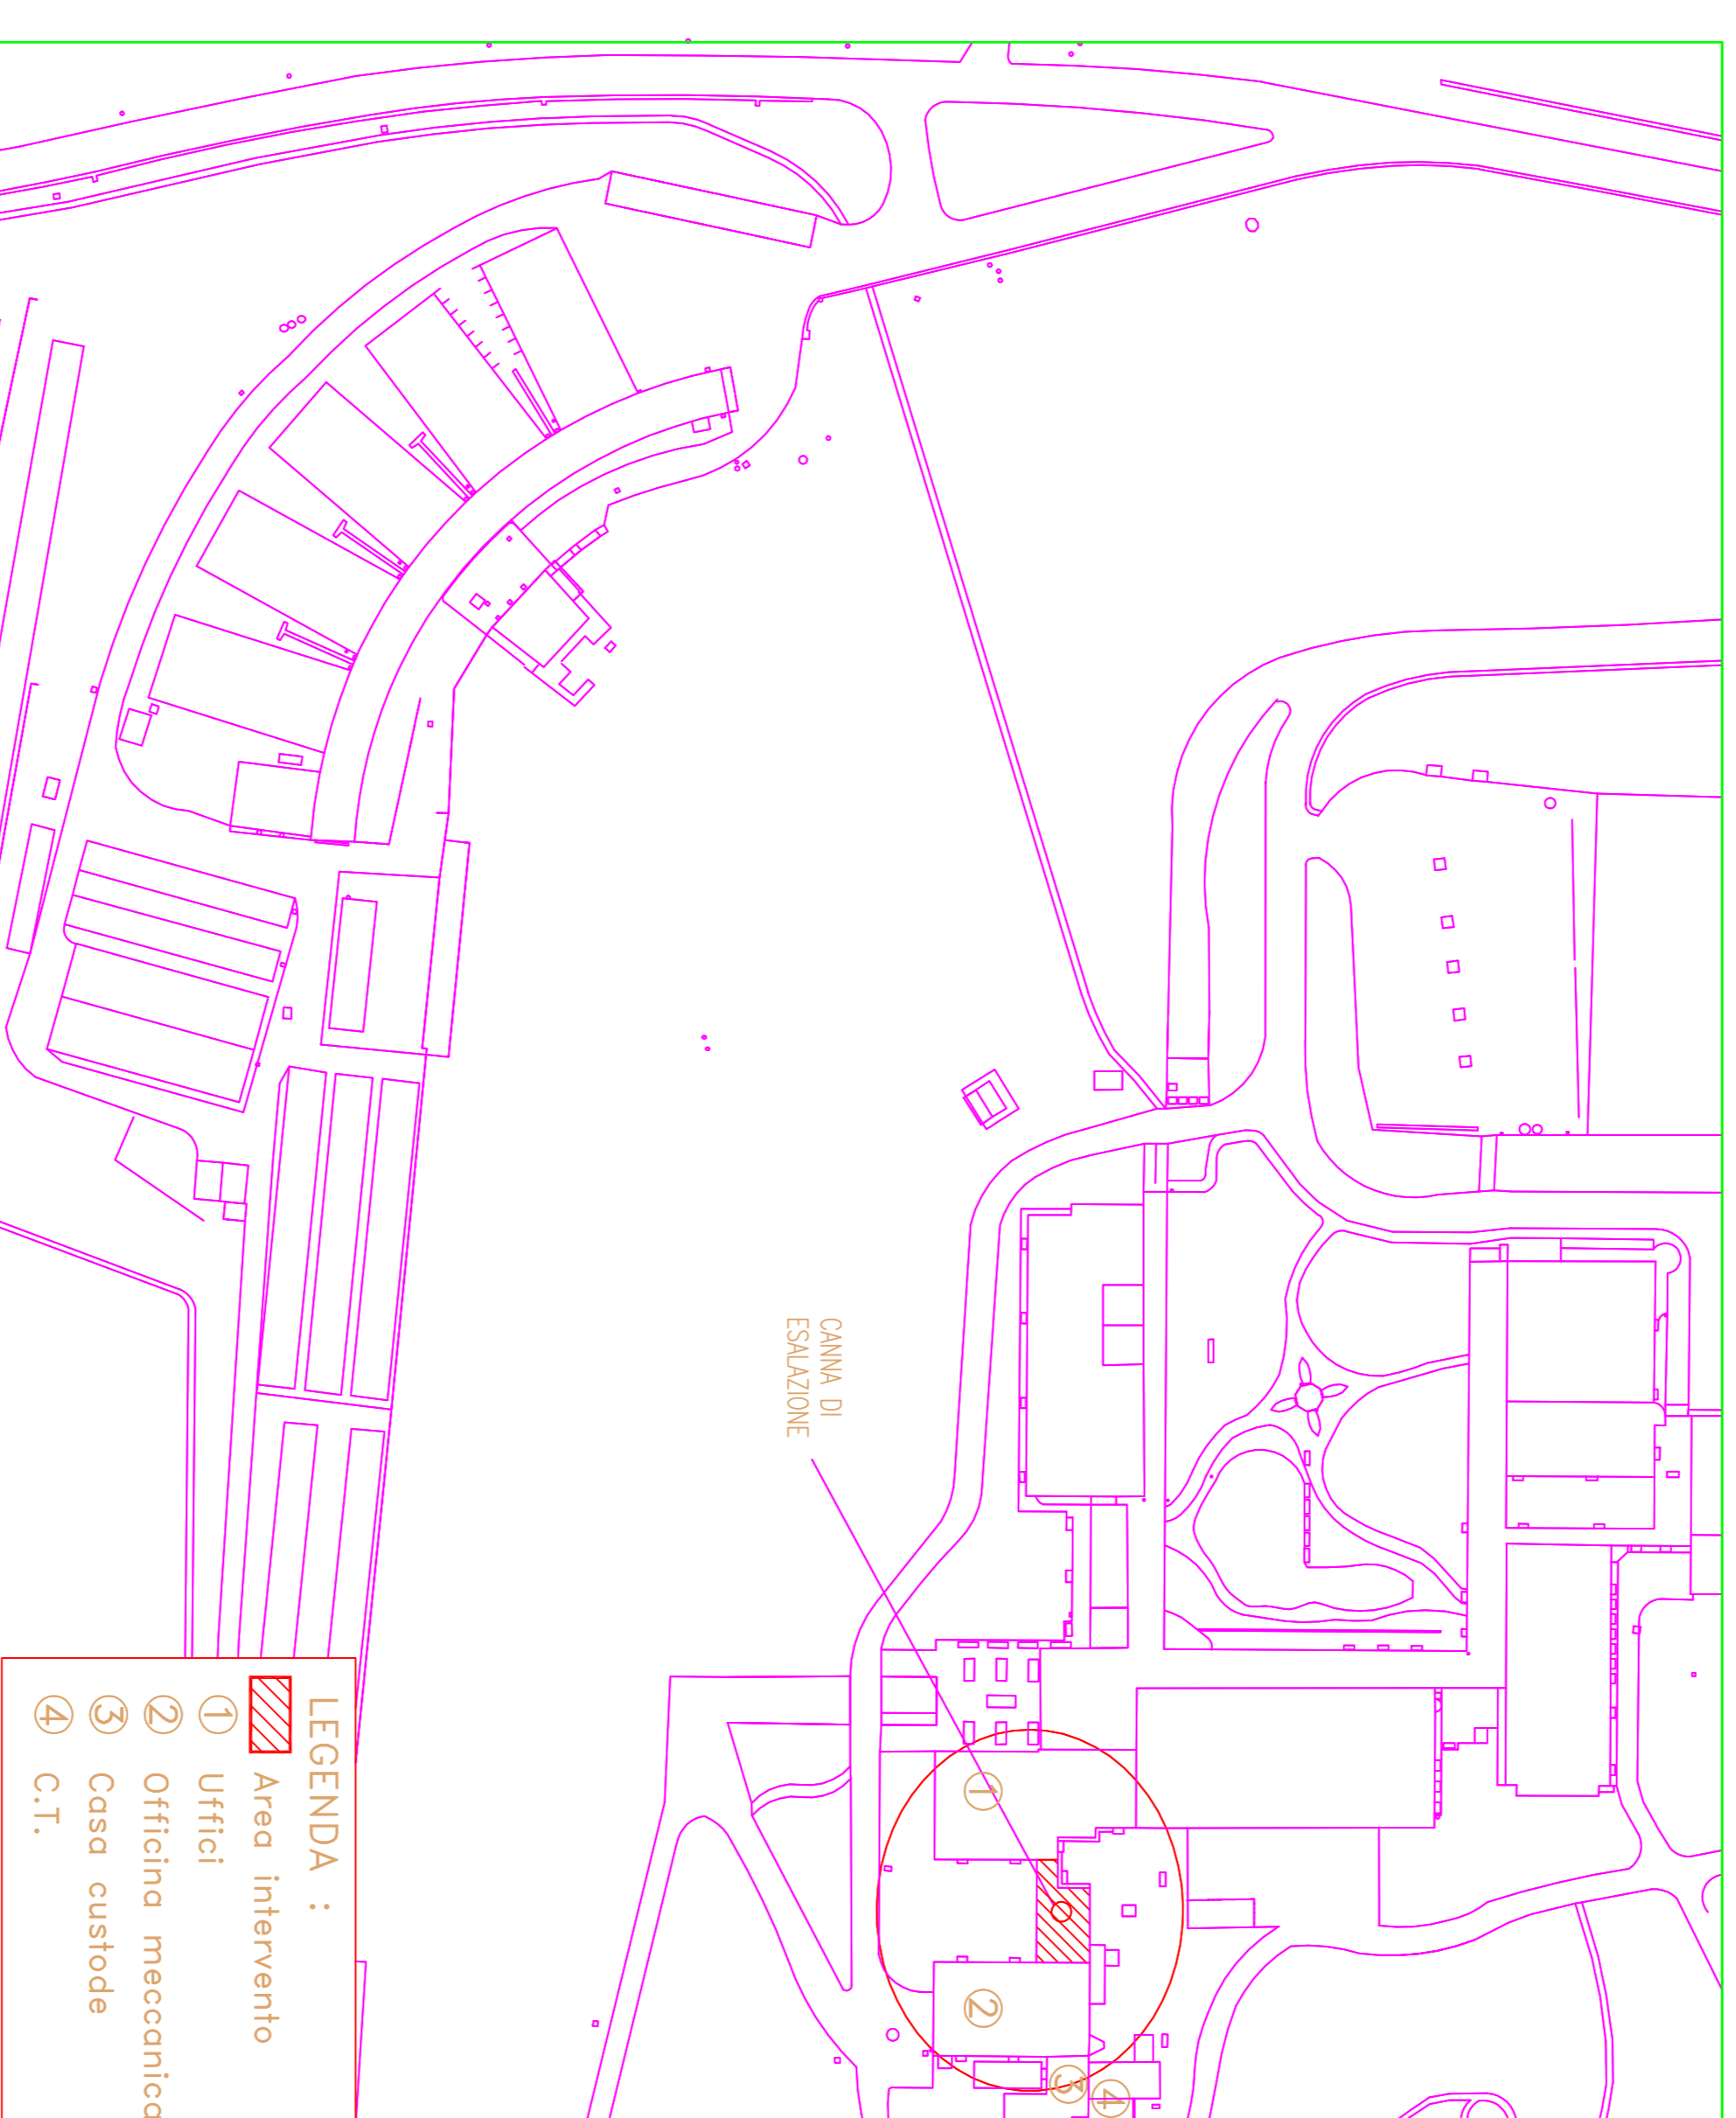 CANNA DI
ESALAZIONE
1
2
3
4
LEGENDA :
Area intervento
1 Uffici
2 Officina meccanica
3 Casa custode
4 C.T.